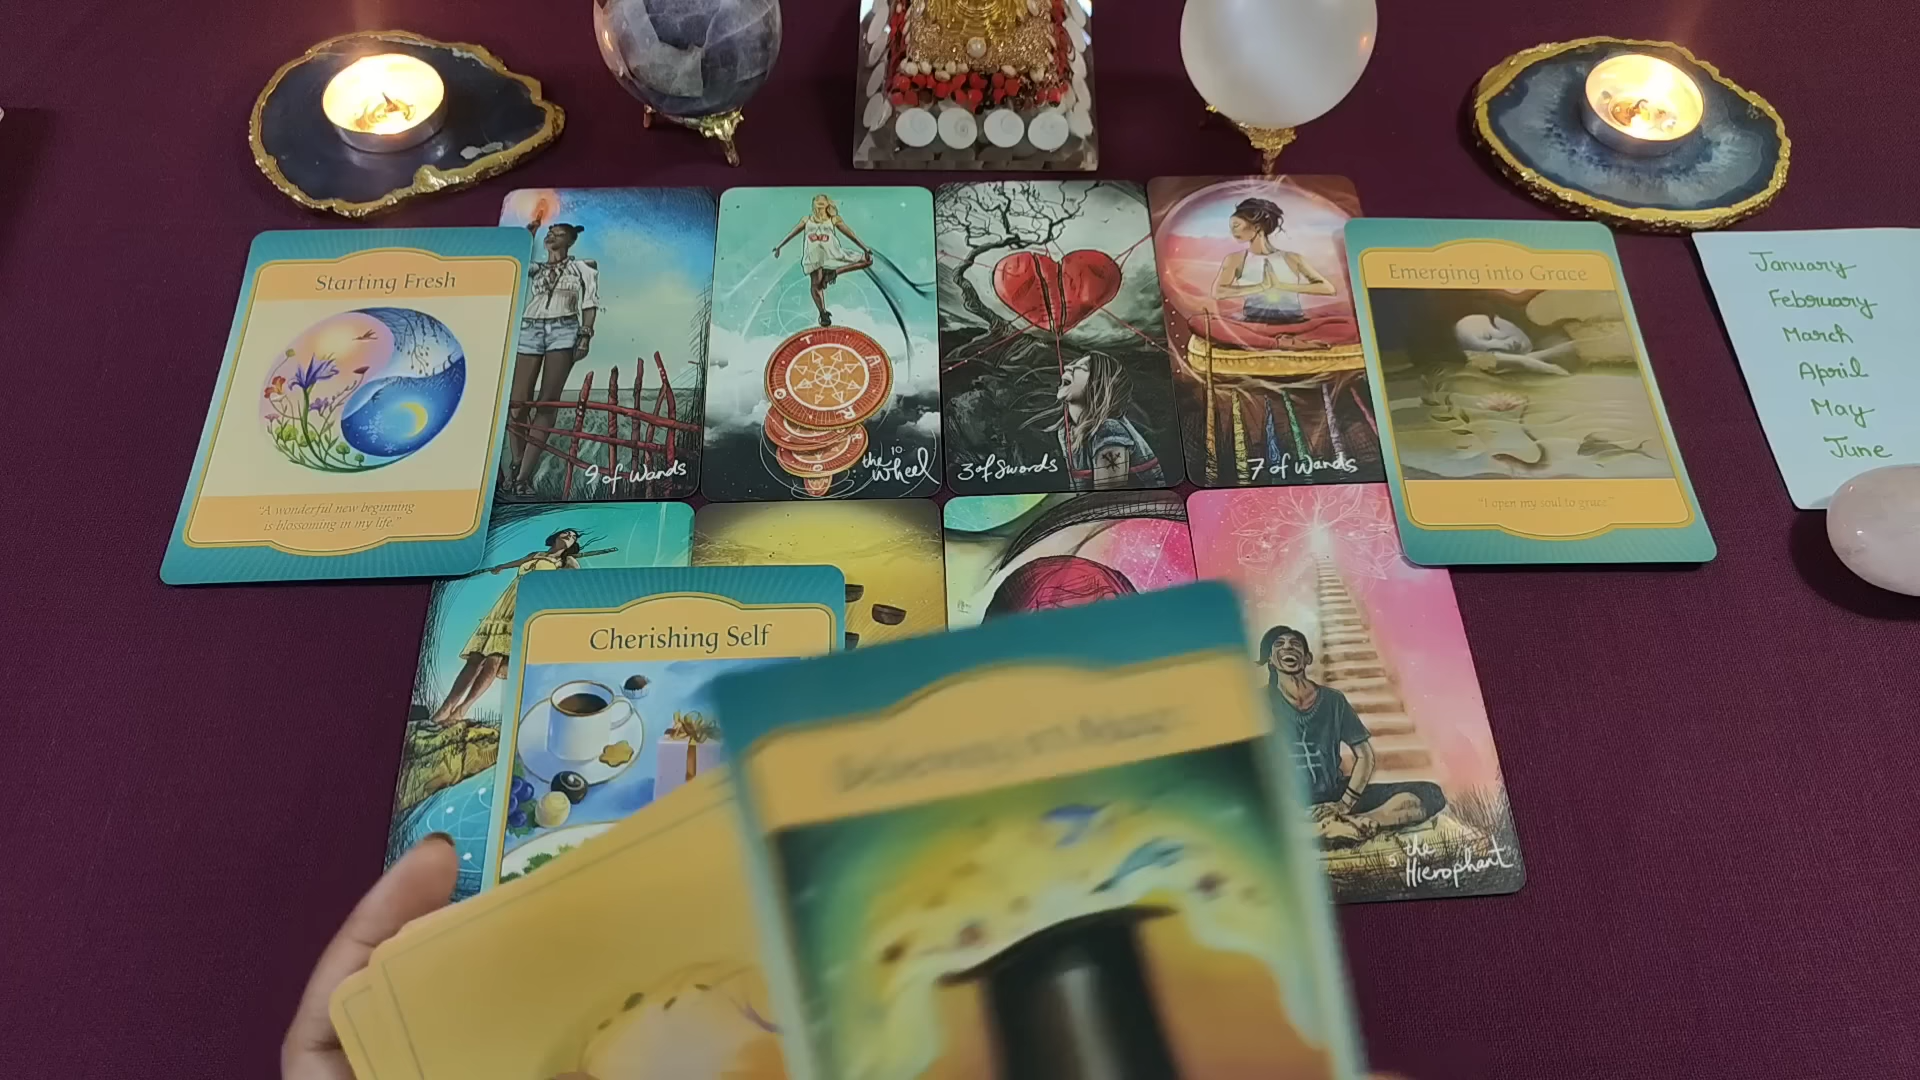 Starting Fresh
"A wonderful new beginning
is blossoming in my life."
9 of Wands
TARO
10
the Wheel
3 of Swords
7 of Wands
Emerging into Grace
"I open my soul to grace"
January
February
March
April
May
June
Cherishing Self
5 the
Hierophant